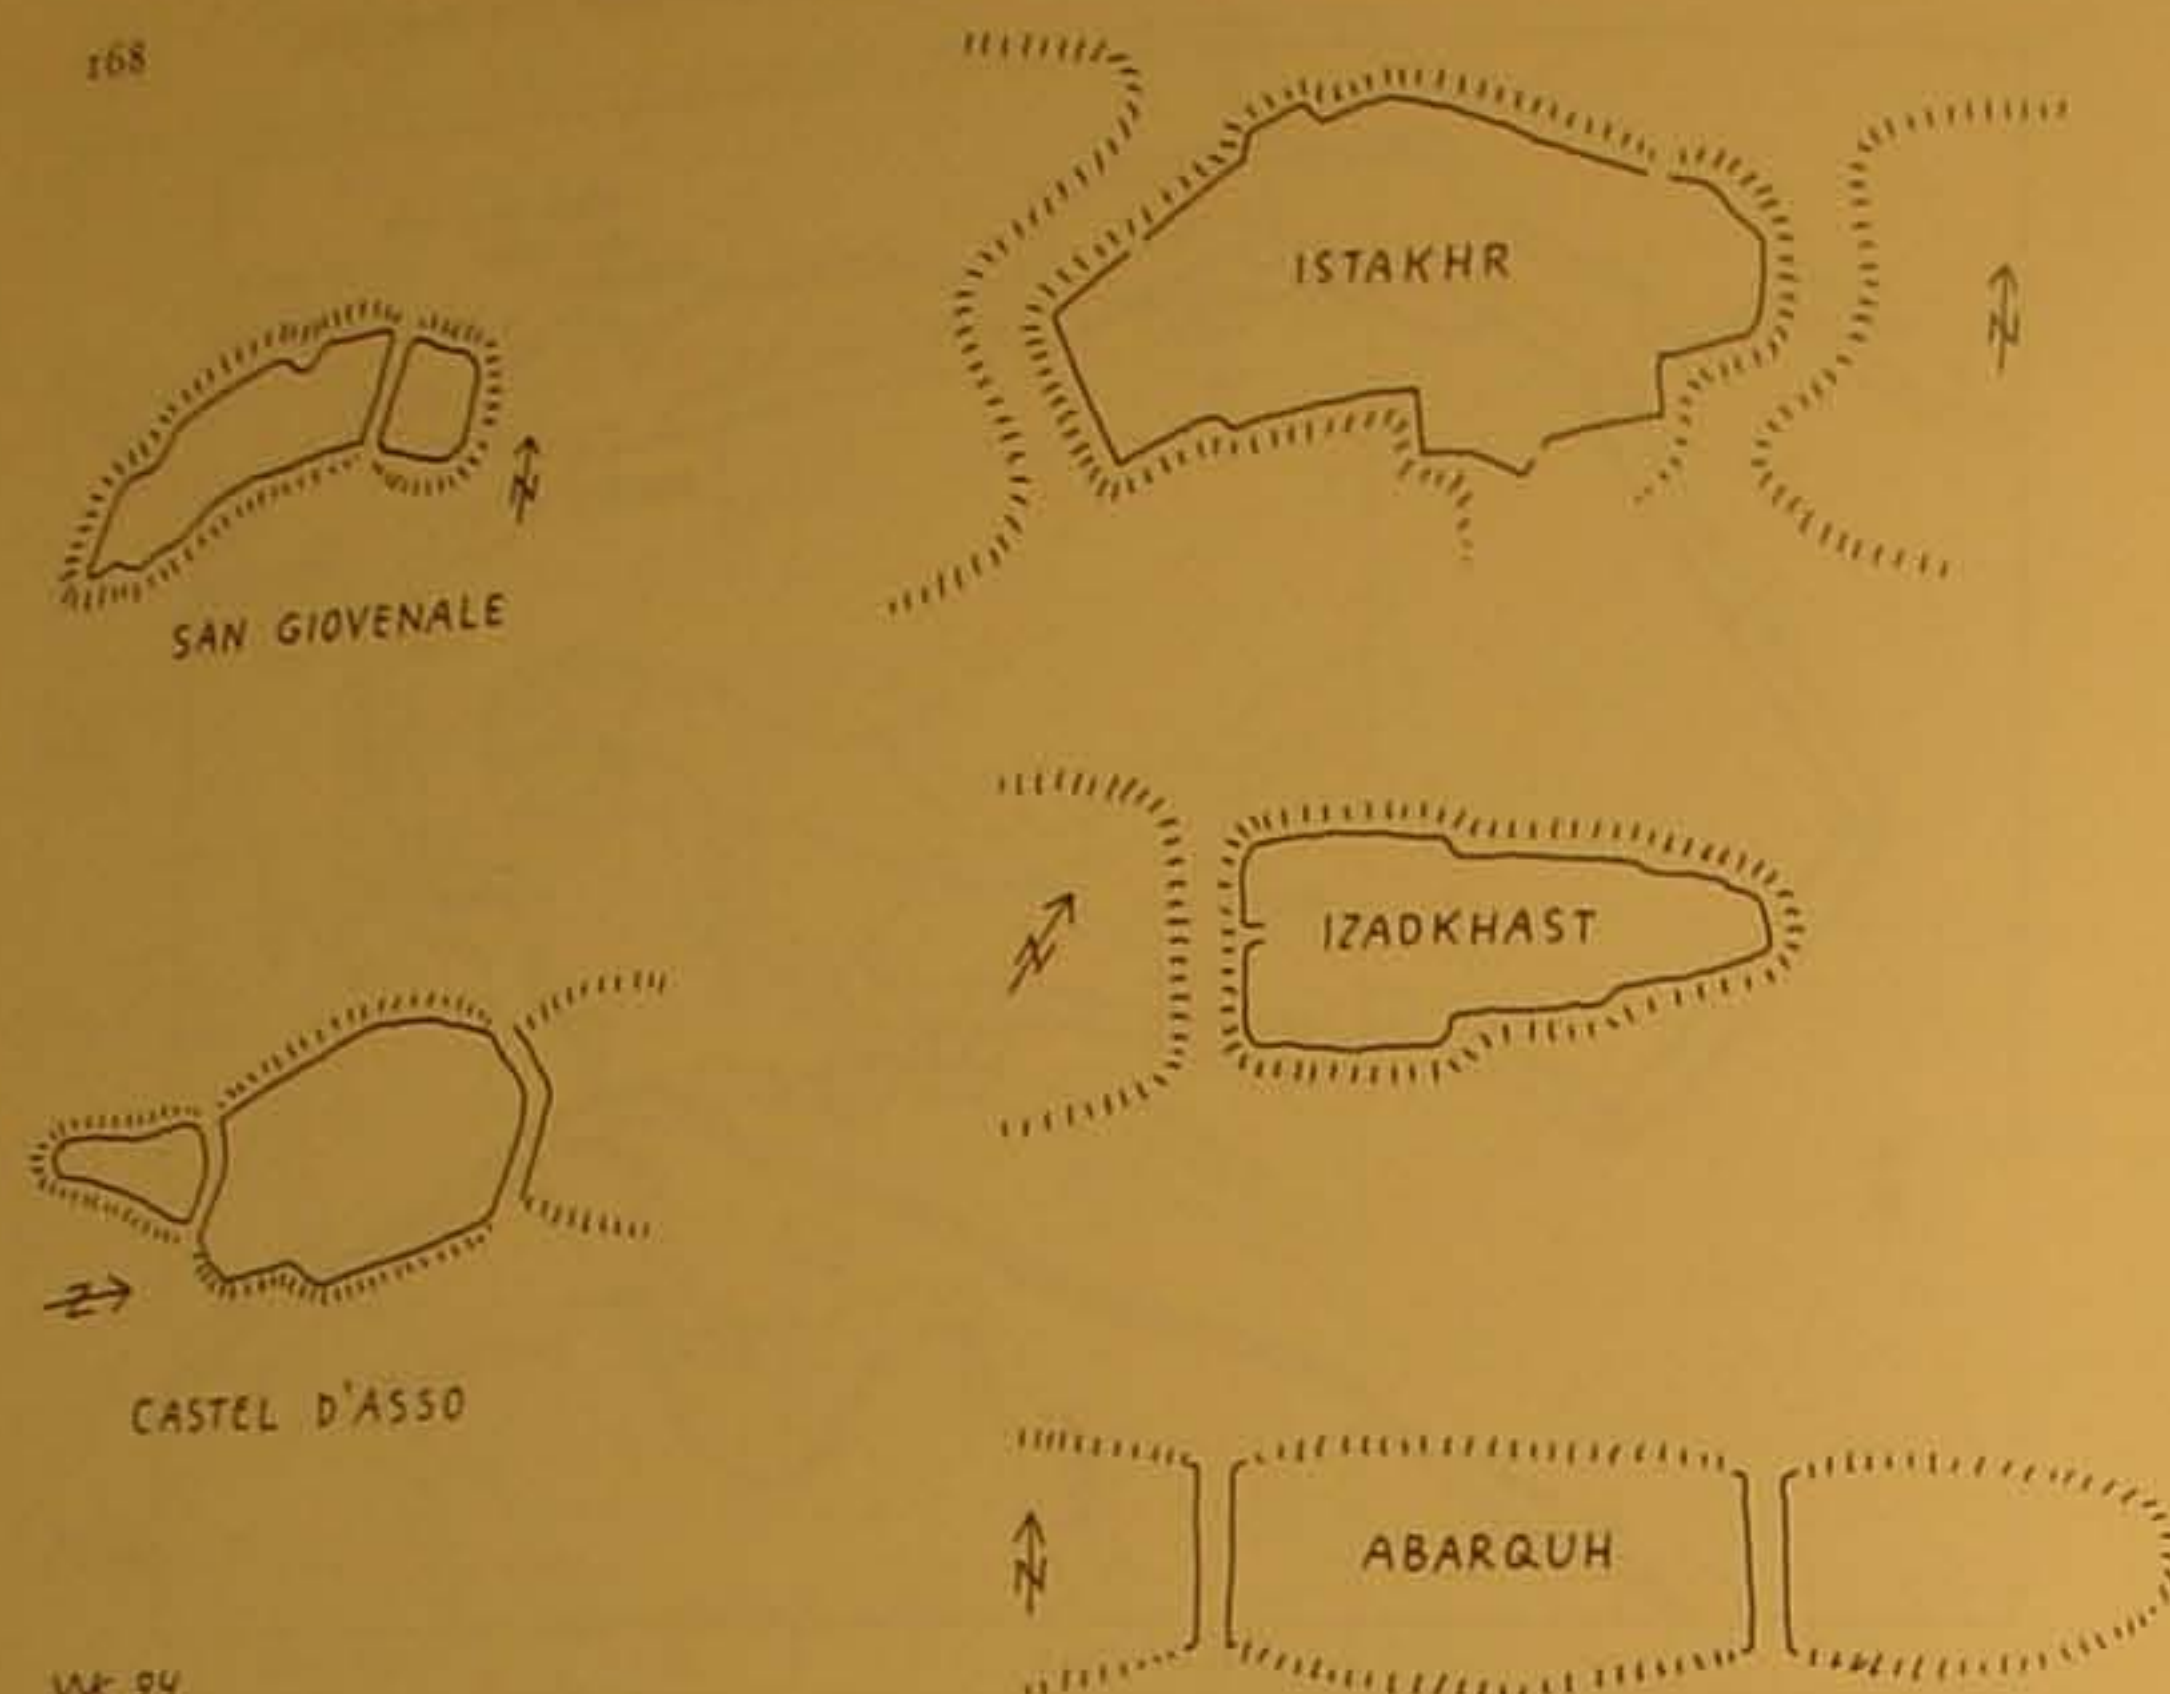 168
ISTAKHR
N
SAN GIOVENALE
N
IZADKHAST
N
CASTEL D'ASSO
N
ABARQUH
N